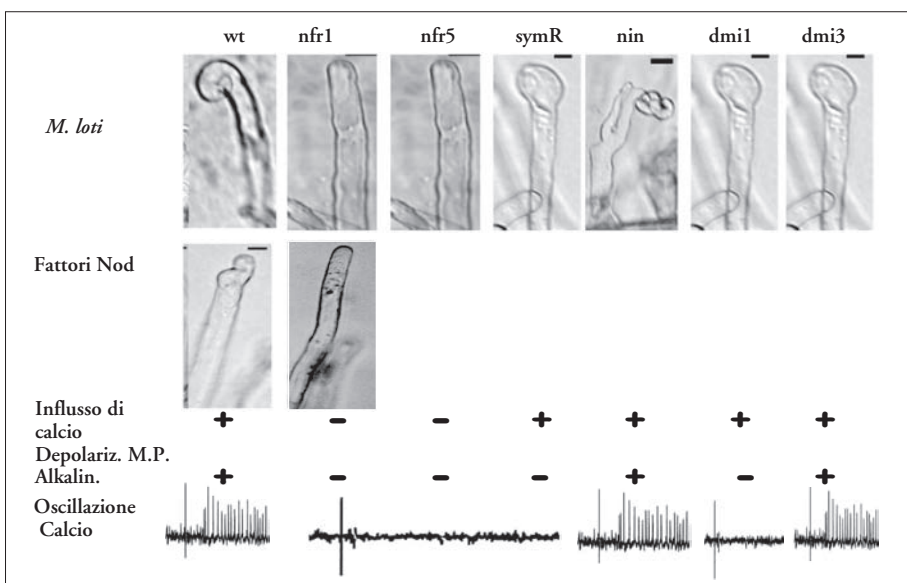 wt nfr1 nfr5 symR nin dmi1 dmi3
M. loti
Fattori Nod
Influsso di
calcio
+ − − + + + +
Depolariz. M.P.
Alkalin.
+ − − − + − +
Oscillazione
Calcio